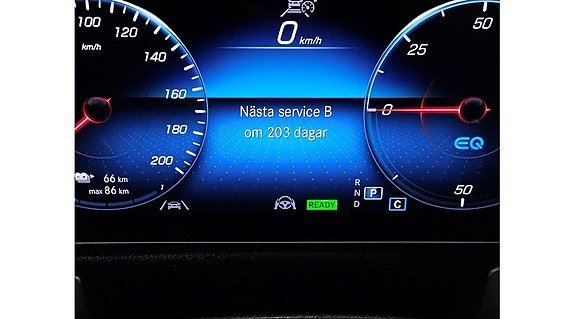 100
120
km/h
140
160
180
200
0 km/h
Nästa service B
om 203 dagar
66 km
max 86 km
READY
R
N P
D C
50
25
0
EQ
50